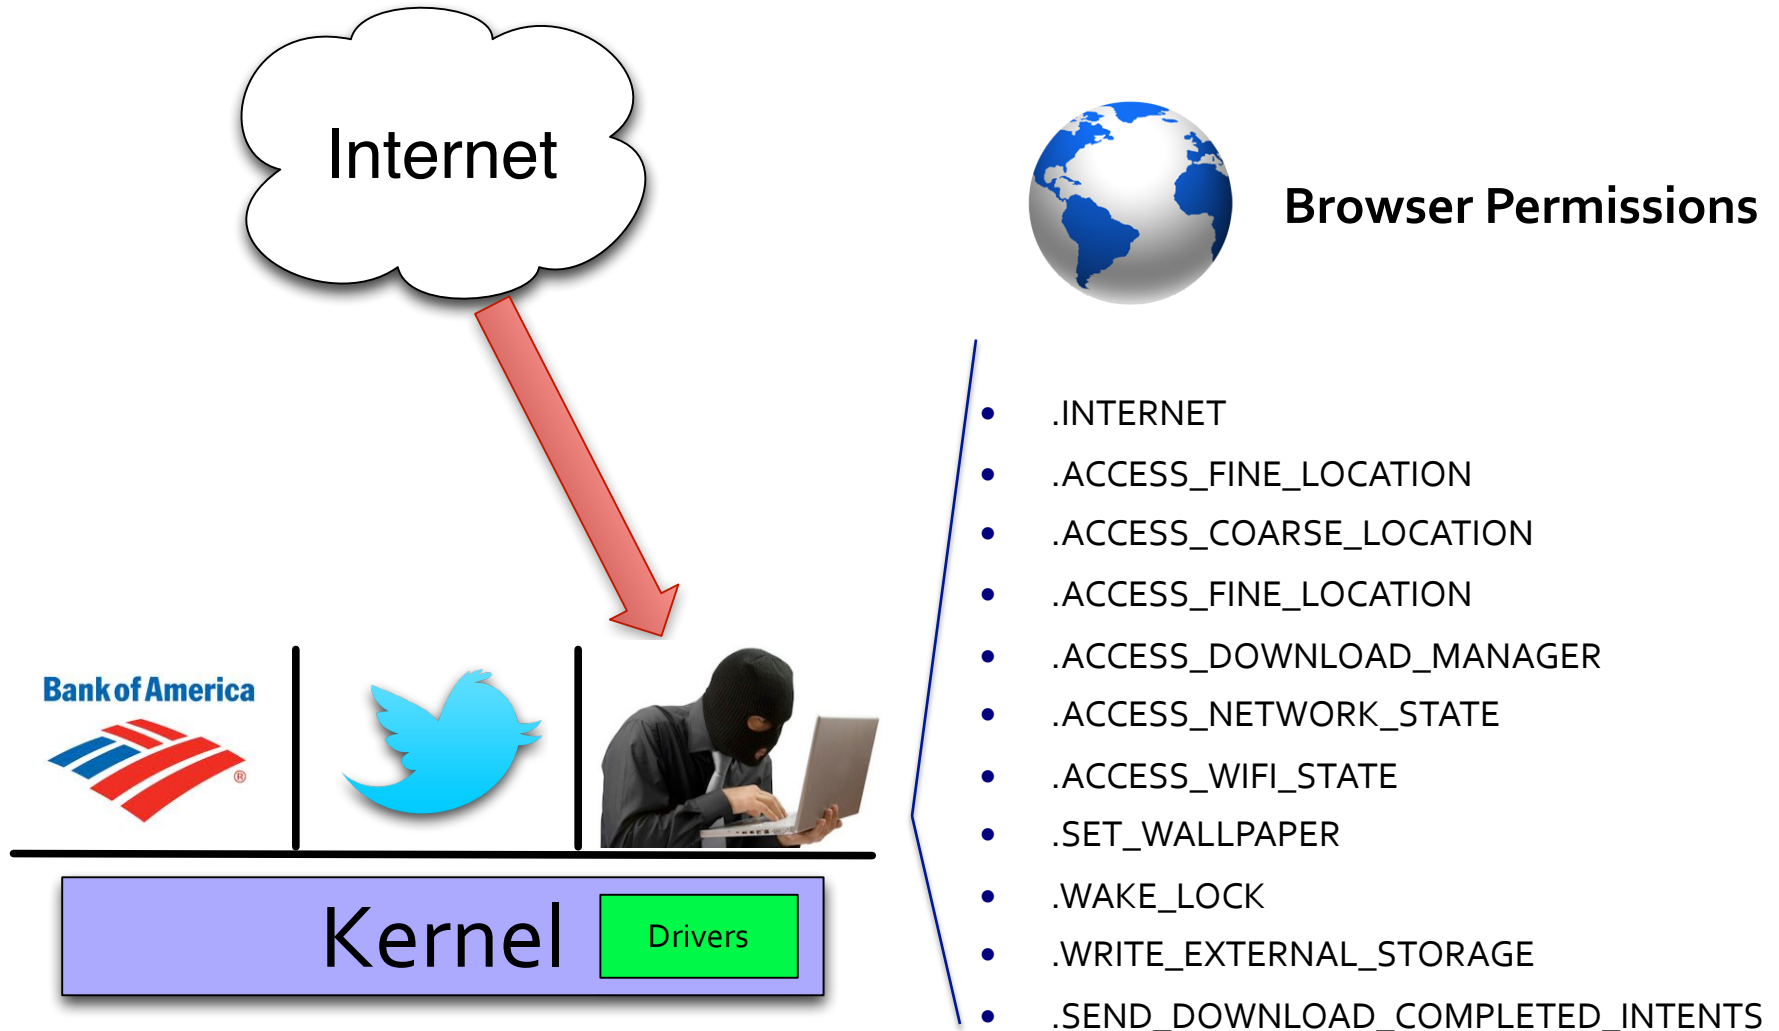 Internet
Browser Permissions
.INTERNET
.ACCESS_FINE_LOCATION
.ACCESS_COARSE_LOCATION
.ACCESS_FINE_LOCATION
.ACCESS_DOWNLOAD_MANAGER
.ACCESS_NETWORK_STATE
.ACCESS_WIFI_STATE
.SET_WALLPAPER
.WAKE_LOCK
.WRITE_EXTERNAL_STORAGE
.SEND_DOWNLOAD_COMPLETED_INTENTS
Bank of America
®
Kernel
Drivers